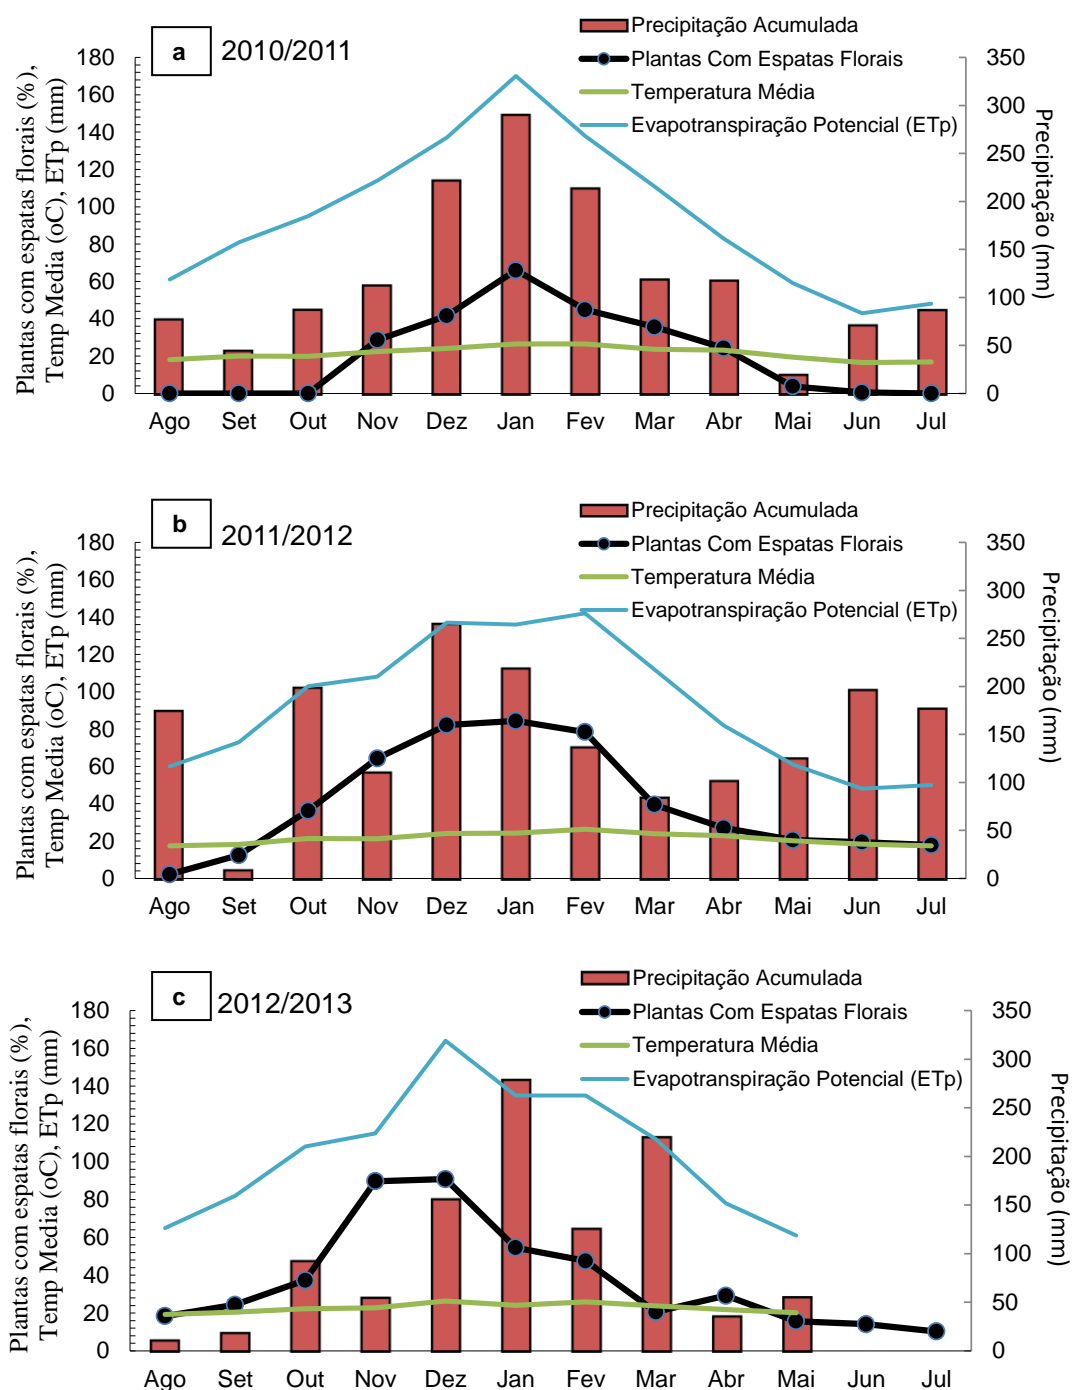 a
2010/2011
Precipitação Acumulada
Plantas Com Espatas Florais
Temperatura Média
Evapotranspiração Potencial (ETp)
Plantas com espatas florais (%),
Temp Media (oC), ETp (mm)
180
160
140
120
100
80
60
40
20
0
350
300
250
200
150
100
50
0
Precipitação (mm)
Ago Set Out Nov Dez Jan Fev Mar Abr Mai Jun Jul
b
2011/2012
Precipitação Acumulada
Plantas Com Espatas Florais
Temperatura Média
Evapotranspiração Potencial (ETp)
Plantas com espatas florais (%),
Temp Media (oC), ETp (mm)
180
160
140
120
100
80
60
40
20
0
350
300
250
200
150
100
50
0
Precipitação (mm)
Ago Set Out Nov Dez Jan Fev Mar Abr Mai Jun Jul
c
2012/2013
Precipitação Acumulada
Plantas Com Espatas Florais
Temperatura Média
Evapotranspiração Potencial (ETp)
Plantas com espatas florais (%),
Temp Media (oC), ETp (mm)
180
160
140
120
100
80
60
40
20
0
350
300
250
200
150
100
50
0
Precipitação (mm)
Ago Set Out Nov Dez Jan Fev Mar Abr Mai Jun Jul